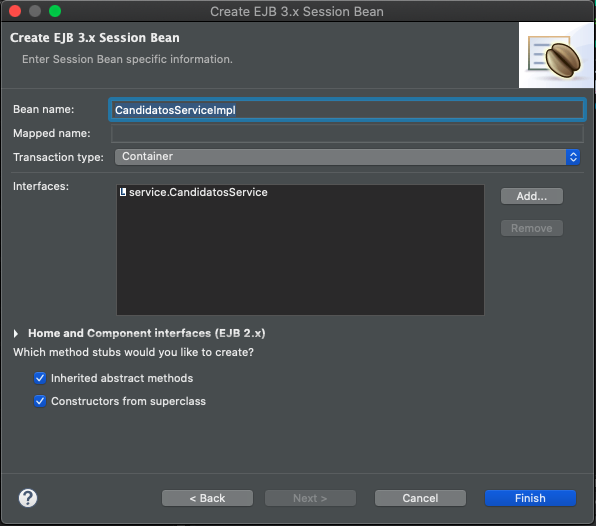 Create EJB 3.x Session Bean
Create EJB 3.x Session Bean
Enter Session Bean specific information.
Bean name: CandidatosServiceImpl
Mapped name:
Transaction type: Container
Interfaces: L service.CandidatosService Add...
Remove
Home and Component interfaces (EJB 2.x)
Which method stubs would you like to create?
Inherited abstract methods
Constructors from superclass
? < Back Next > Cancel Finish